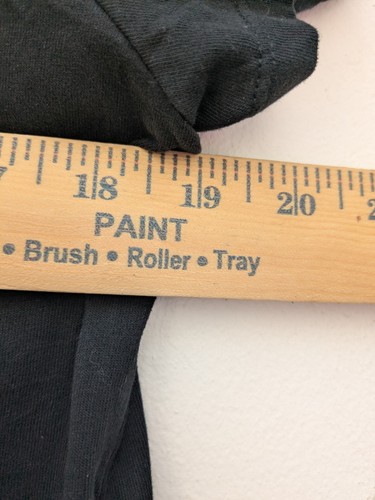 18 19 20
PAINT
• Brush • Roller • Tray